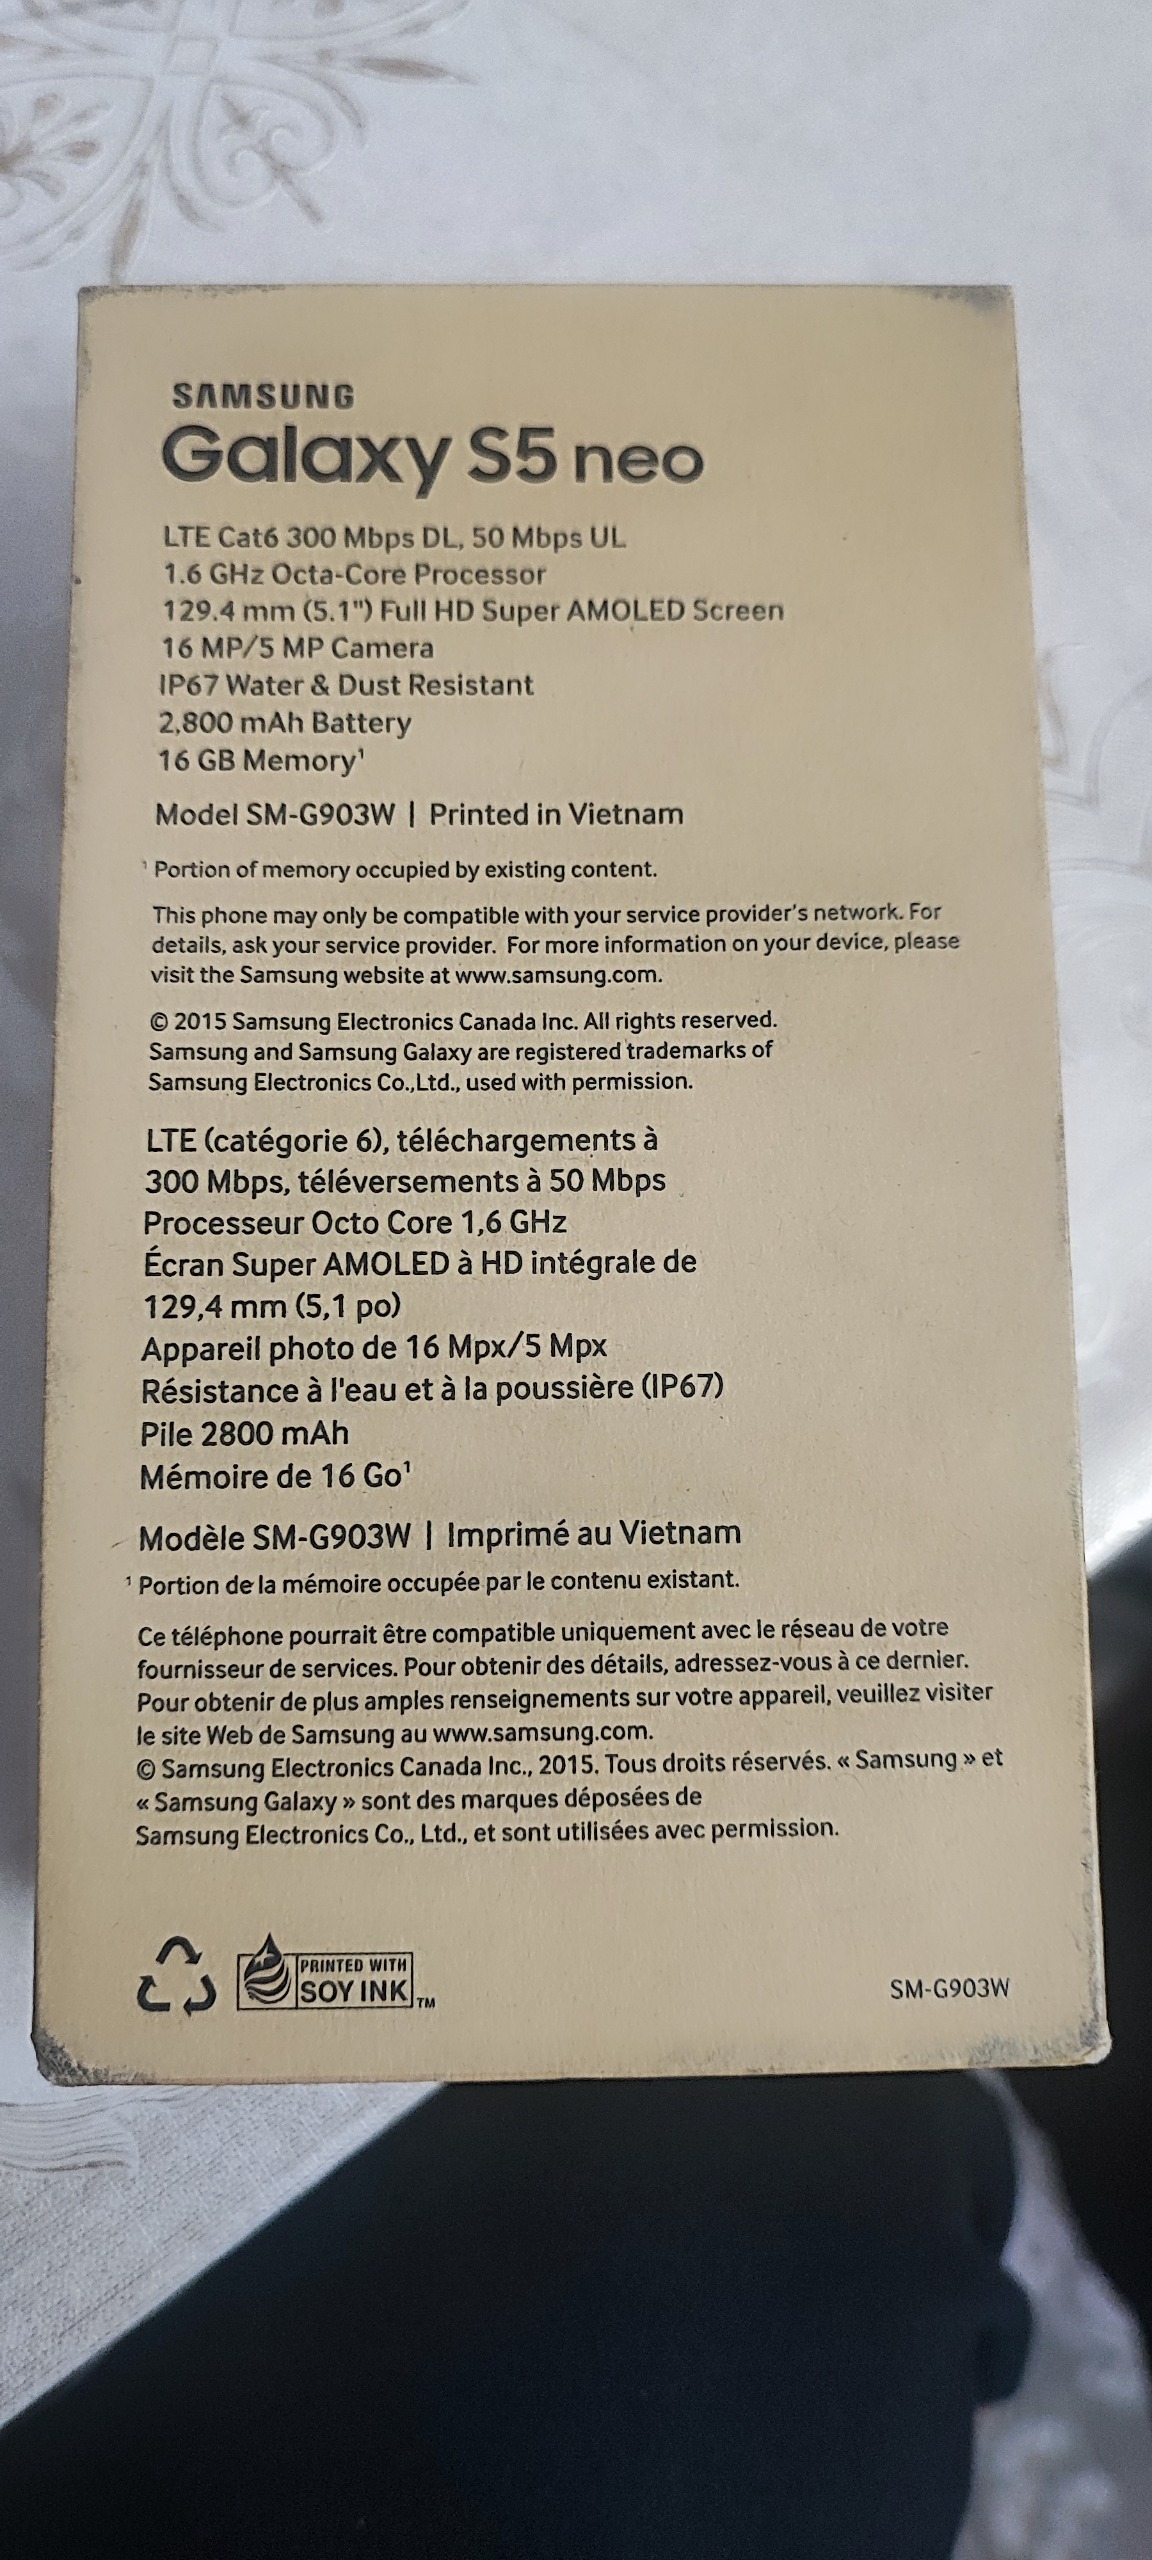 SAMSUNG
Galaxy S5 neo
LTE Cat6 300 Mbps DL, 50 Mbps UL
1.6 GHz Octa-Core Processor
129.4 mm (5.1") Full HD Super AMOLED Screen
16 MP/5 MP Camera
IP67 Water & Dust Resistant
2,800 mAh Battery
16 GB Memory¹
Model SM-G903W | Printed in Vietnam
¹ Portion of memory occupied by existing content.
This phone may only be compatible with your service provider's network. For
details, ask your service provider. For more information on your device, please
visit the Samsung website at www.samsung.com.
© 2015 Samsung Electronics Canada Inc. All rights reserved.
Samsung and Samsung Galaxy are registered trademarks of
Samsung Electronics Co.,Ltd., used with permission.
LTE (catégorie 6), téléchargements à
300 Mbps, téléversements à 50 Mbps
Processeur Octo Core 1,6 GHz
Écran Super AMOLED à HD intégrale de
129,4 mm (5,1 po)
Appareil photo de 16 Mpx/5 Mpx
Résistance à l'eau et à la poussière (IP67)
Pile 2800 mAh
Mémoire de 16 Go¹
Modèle SM-G903W | Imprimé au Vietnam
¹ Portion de la mémoire occupée par le contenu existant.
Ce téléphone pourrait être compatible uniquement avec le réseau de votre
fournisseur de services. Pour obtenir des détails, adressez-vous à ce dernier.
Pour obtenir de plus amples renseignements sur votre appareil, veuillez visiter
le site Web de Samsung au www.samsung.com.
© Samsung Electronics Canada Inc., 2015. Tous droits réservés. « Samsung » et
« Samsung Galaxy » sont des marques déposées de
Samsung Electronics Co., Ltd., et sont utilisées avec permission.
PRINTED WITH
SOY INK™
SM-G903W